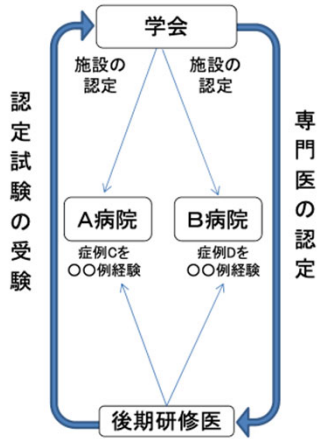 学会
施設の
認定
施設の
認定
認定試験の受験
専門医の認定
A病院
B病院
症例Cを
〇〇例経験
症例Dを
〇〇例経験
後期研修医